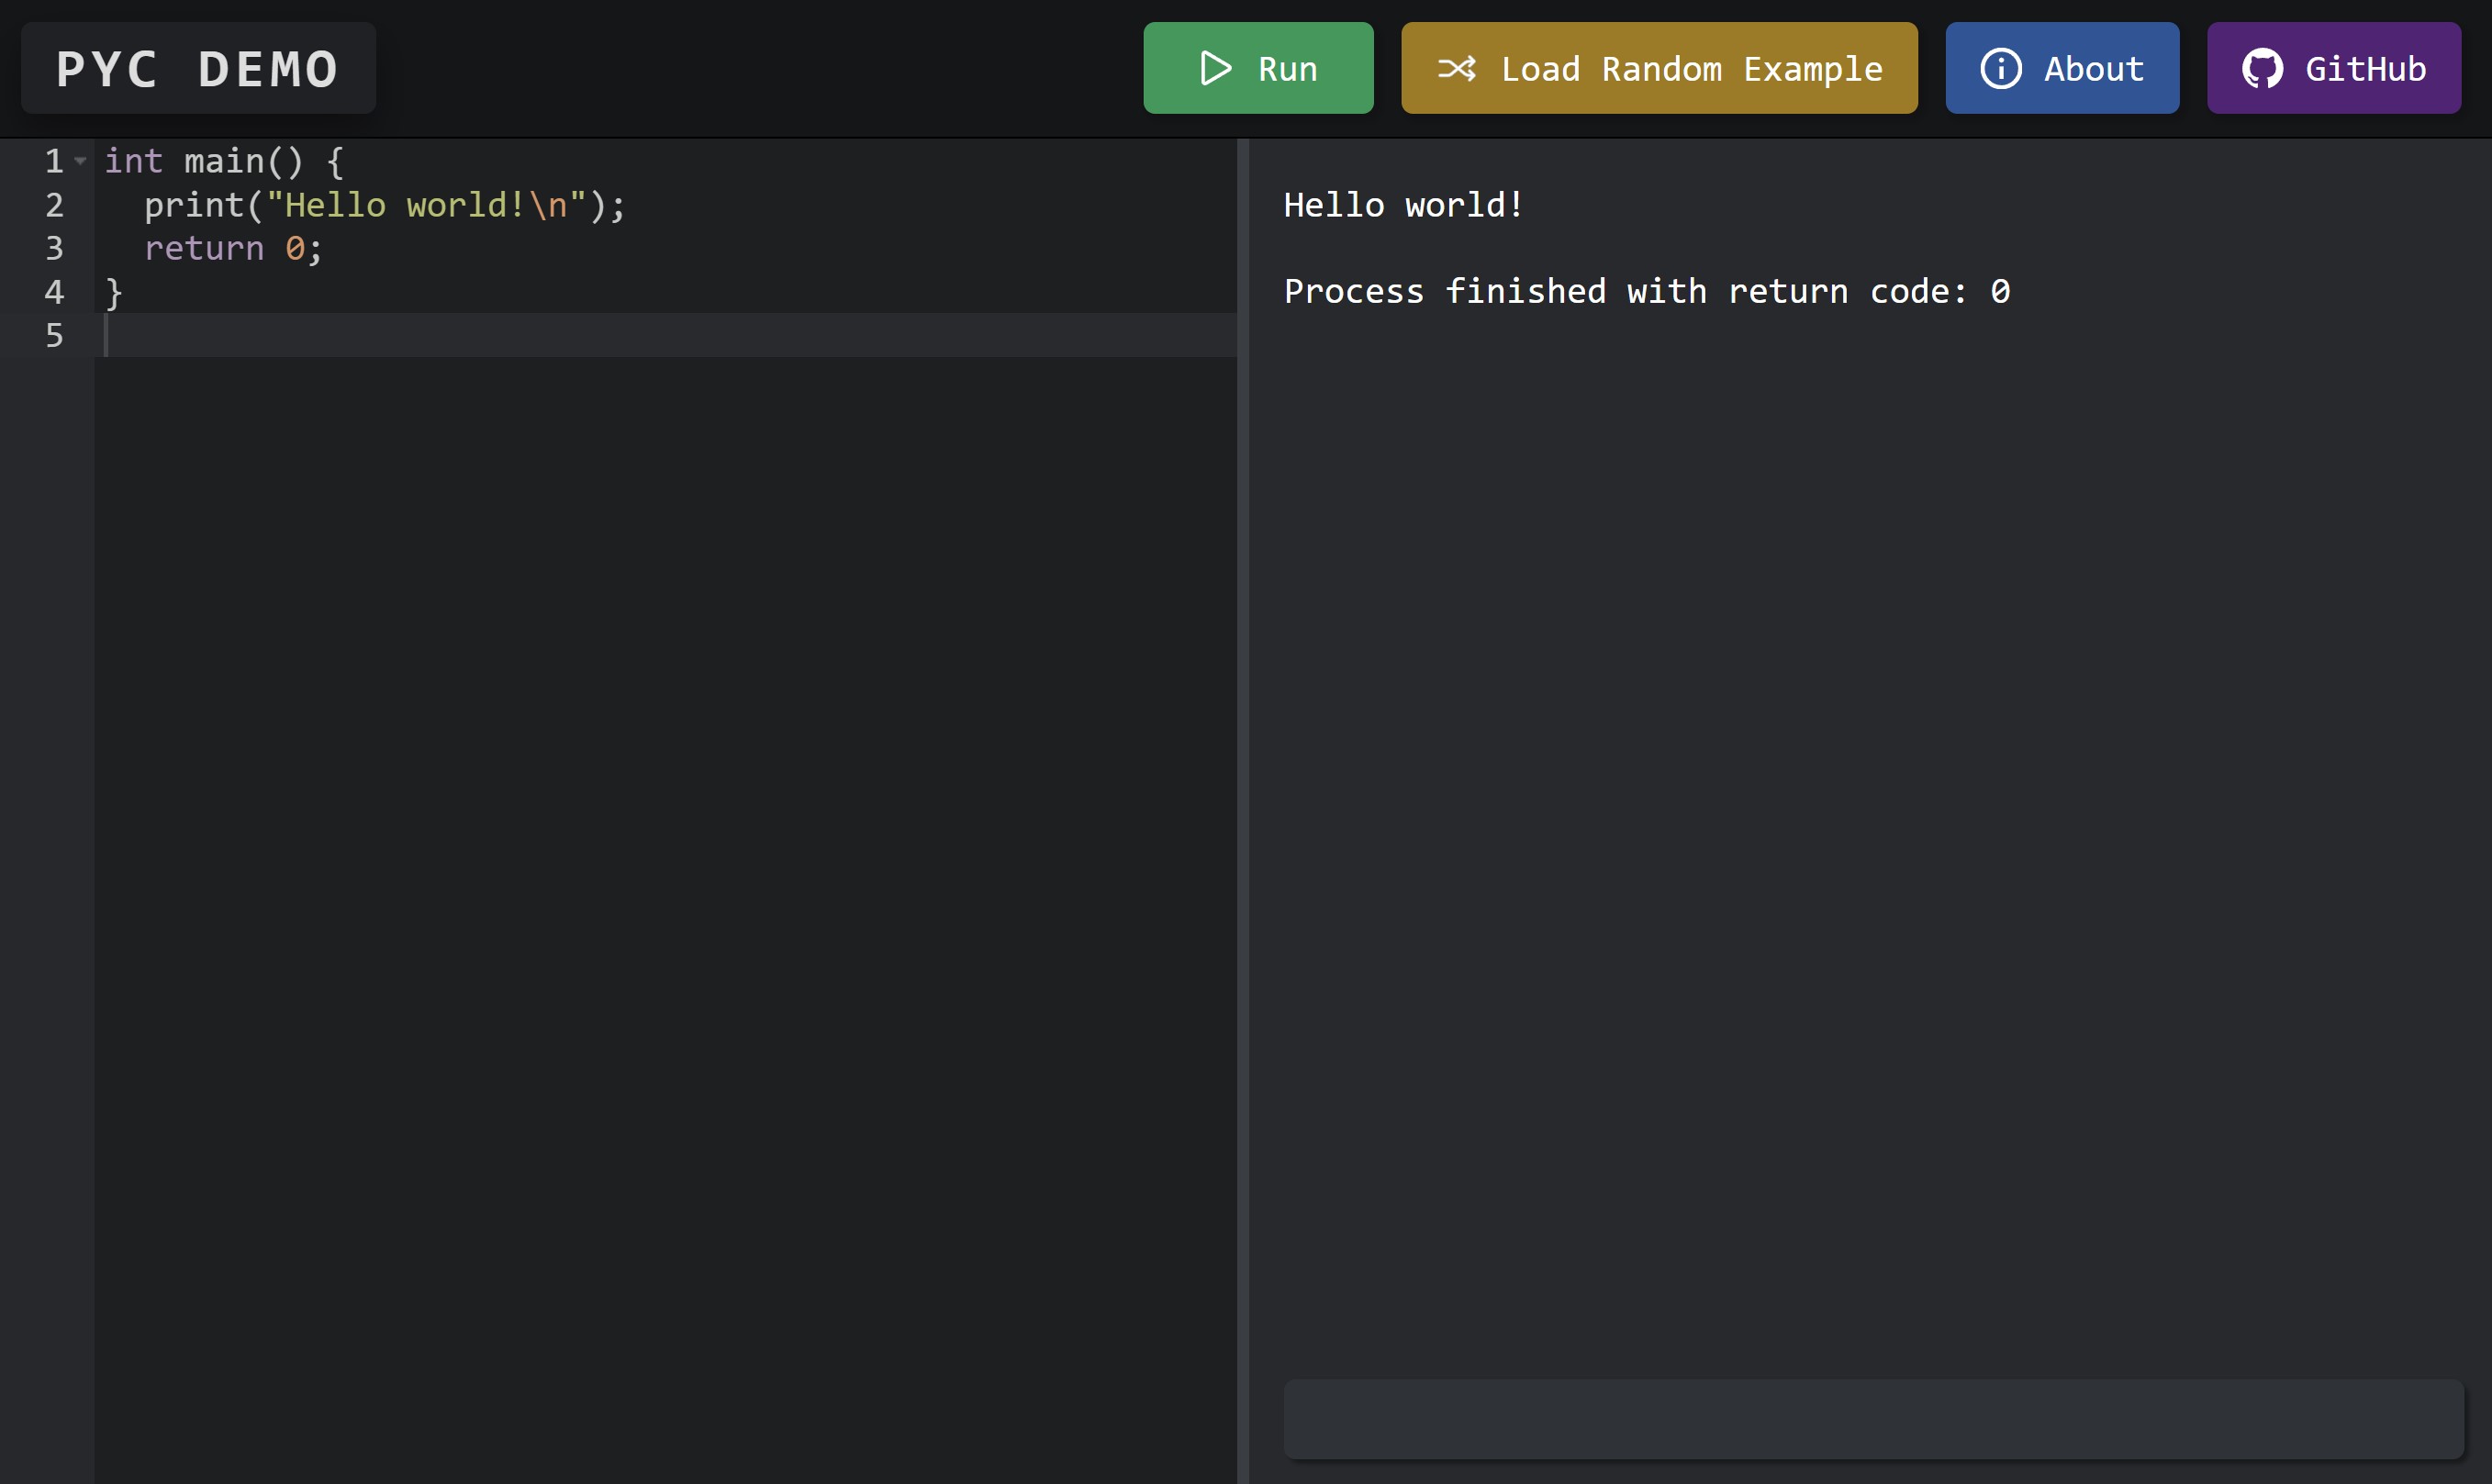 PYC DEMO
Run
Load Random Example
About
GitHub
1 int main() {
2   print("Hello world!\n");
3   return 0;
4 }
5
Hello world!
Process finished with return code: 0